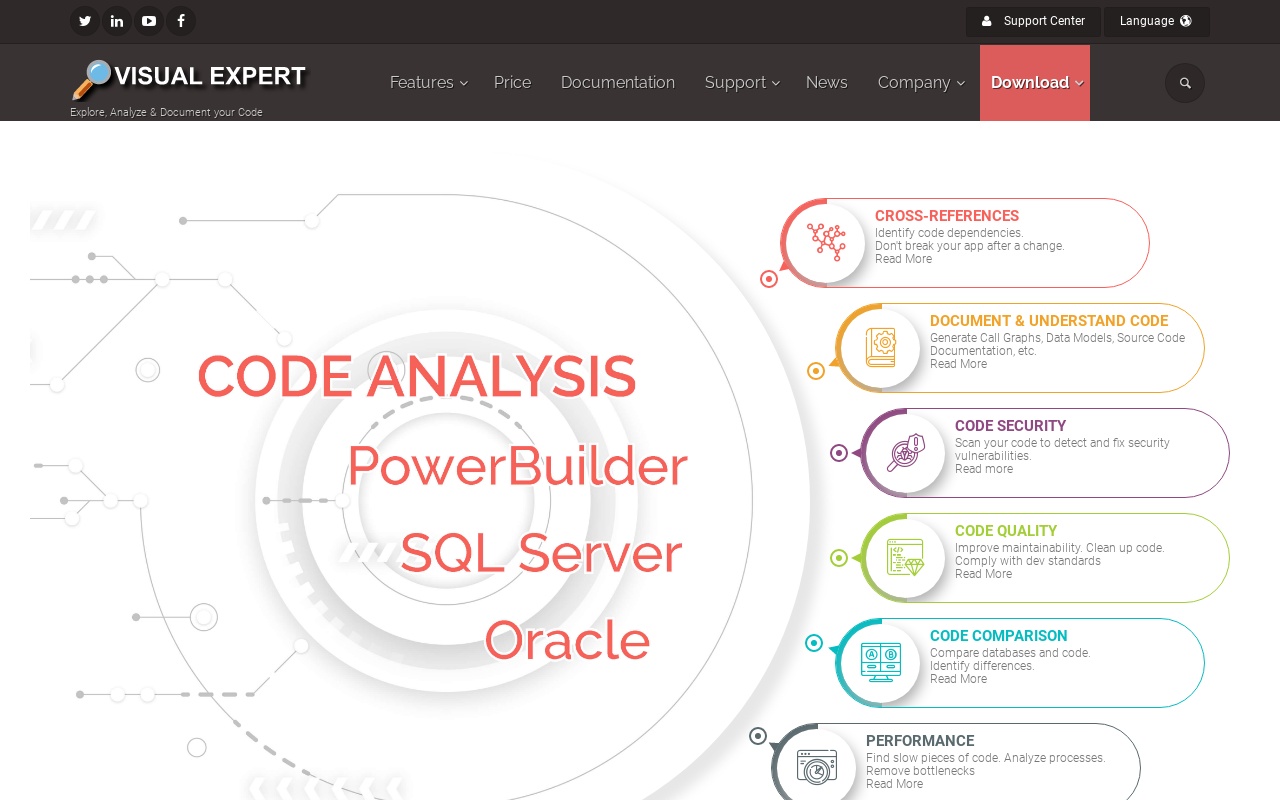 Support Center
Language
VISUAL EXPERT
Explore, Analyze & Document your Code
Features
Price
Documentation
Support
News
Company
Download
CODE ANALYSIS
PowerBuilder
SQL Server
Oracle
CROSS-REFERENCES
Identify code dependencies.
Don't break your app after a change.
Read More
DOCUMENT & UNDERSTAND CODE
Generate Call Graphs, Data Models, Source Code
Documentation, etc.
Read More
CODE SECURITY
Scan your code to detect and fix security
vulnerabilities.
Read more
CODE QUALITY
Improve maintainability. Clean up code.
Comply with dev standards
Read More
CODE COMPARISON
A B
Compare databases and code.
Identify differences.
Read More
PERFORMANCE
Find slow pieces of code. Analyze processes.
Remove bottlenecks
Read More